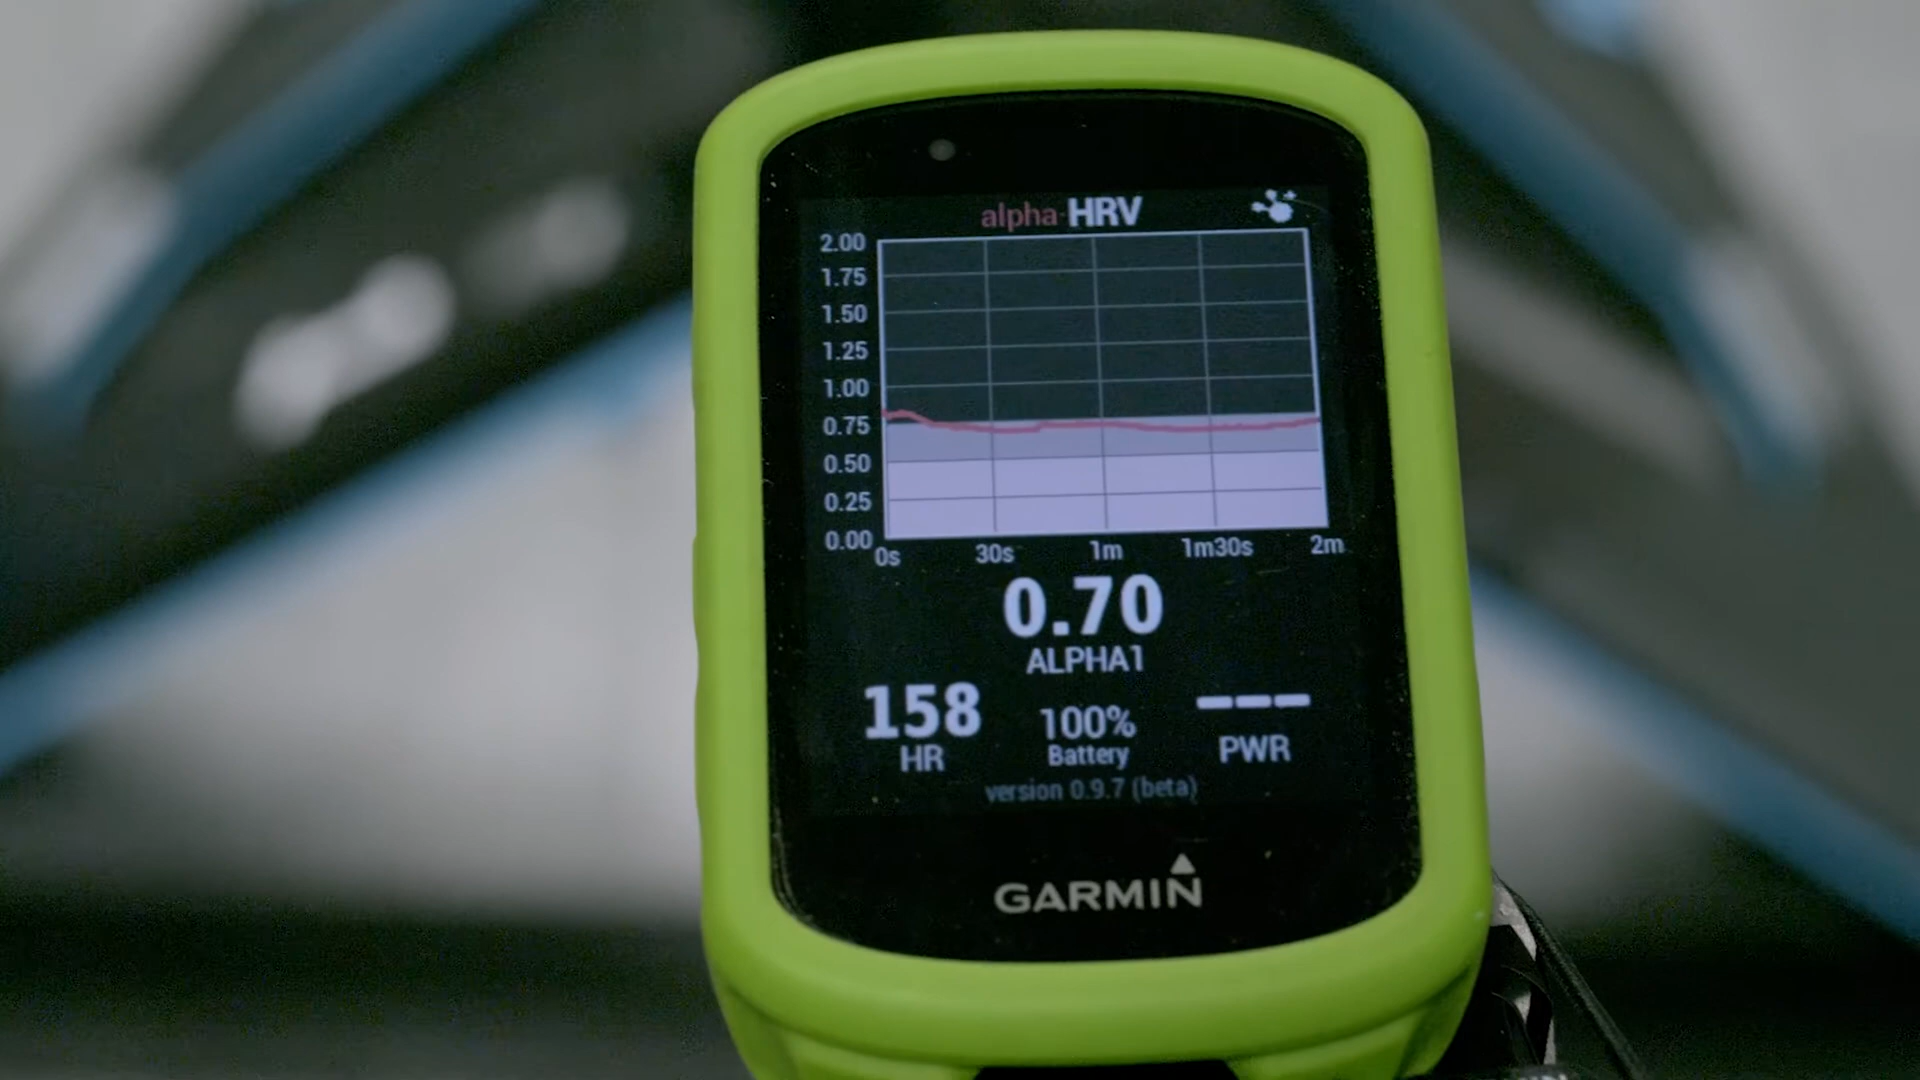 alpha HRV
2.00
1.75
1.50
1.25
1.00
0.75
0.50
0.25
0.00
0s 30s 1m 1m30s 2m
0.70
ALPHA1
158 100% ---
HR Battery PWR
version 0.9.7 (beta)
GARMIN